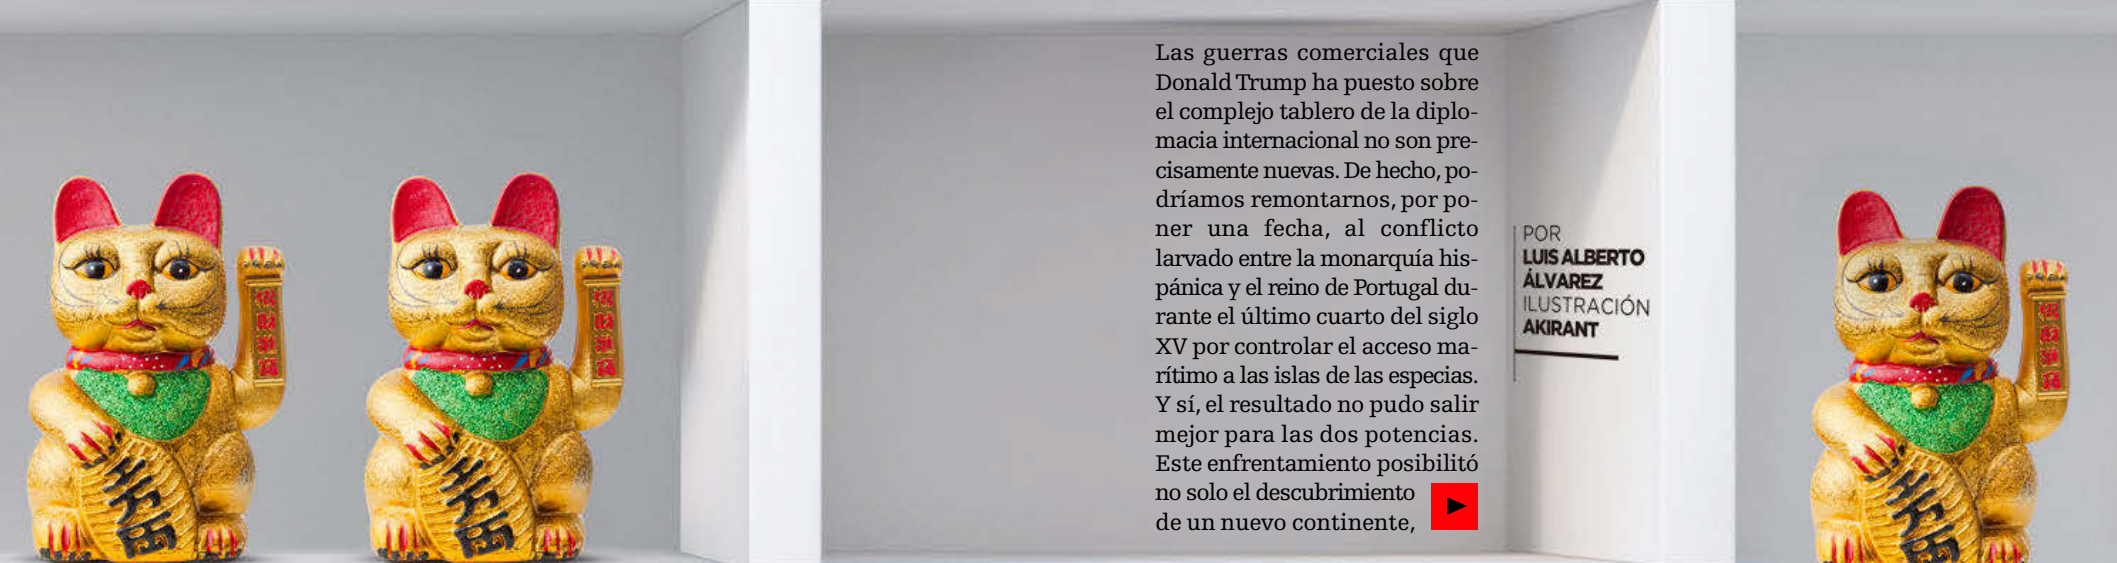 Las guerras comerciales que
Donald Trump ha puesto sobre
el complejo tablero de la diplo-
macia internacional no son pre-
cisamente nuevas. De hecho, po-
dríamos remontarnos, por po-
ner una fecha, al conflicto
larvado entre la monarquía his-
pánica y el reino de Portugal du-
rante el último cuarto del siglo
XV por controlar el acceso ma-
rítimo a las islas de las especias.
Y sí, el resultado no pudo salir
mejor para las dos potencias.
Este enfrentamiento posibilitó
no solo el descubrimiento
de un nuevo continente,
POR
LUIS ALBERTO
ÁLVAREZ
ILUSTRACIÓN
AKIRANT